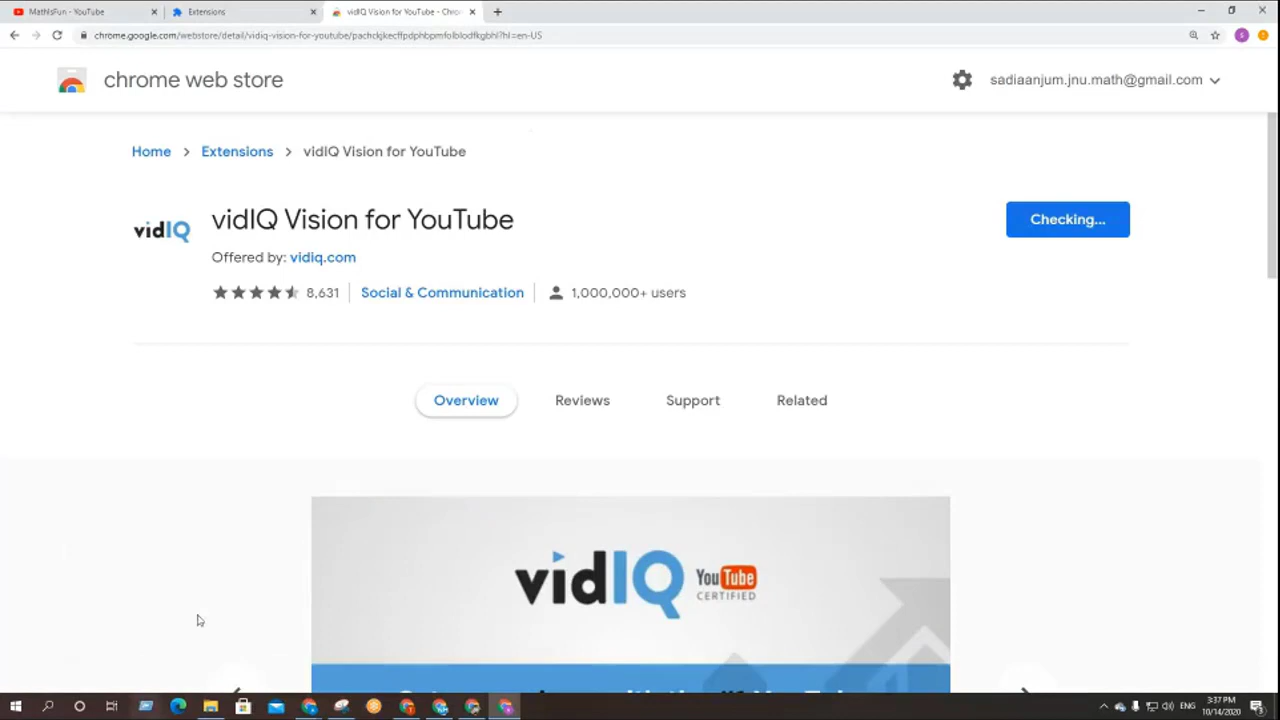 MathIsFun - YouTube
Extensions
vidIQ Vision for YouTube - Chro
chrome.google.com/webstore/detail/vidiq-vision-for-youtube/pachckjkecffpdphbpmfolblodfkgbhl?hl=en-US
chrome web store
sadiaanjum.jnu.math@gmail.com
Home > Extensions > vidIQ Vision for YouTube
vidIQ
vidIQ Vision for YouTube
Checking...
Offered by: vidiq.com
8,631
Social & Communication
1,000,000+ users
Overview
Reviews
Support
Related
vidIQ YouTube
CERTIFIED
ENG
3:37 PM
10/14/2020